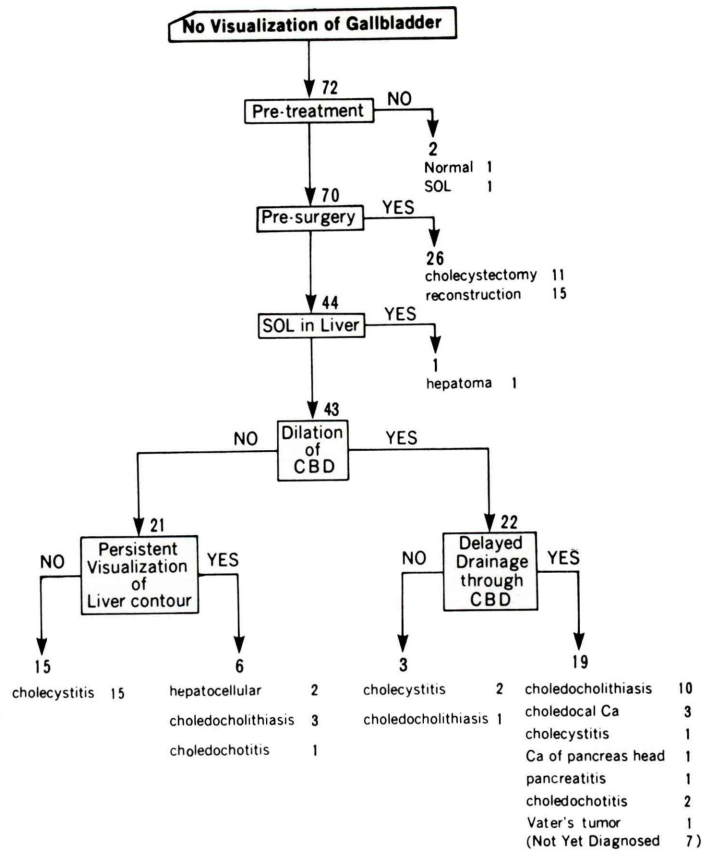 No Visualization of Gallbladder
72
Pre-treatment
NO
2
Normal 1
SOL 1
70
Pre-surgery
YES
26
cholecystectomy 11
reconstruction 15
44
SOL in Liver
YES
1
hepatoma 1
43
NO
Dilation
of
CBD
YES
21
NO
Persistent
Visualization
of
Liver contour
YES
22
NO
Delayed
Drainage
through
CBD
YES
15
cholecystitis 15
6
hepatocellular 2
choledocholithiasis 3
choledochotitis 1
3
cholecystitis 2
choledocholithiasis 1
19
choledocholithiasis 10
choledocal Ca 3
cholecystitis 1
Ca of pancreas head 1
pancreatitis 1
choledochotitis 2
Vater's tumor 1
(Not Yet Diagnosed 7)